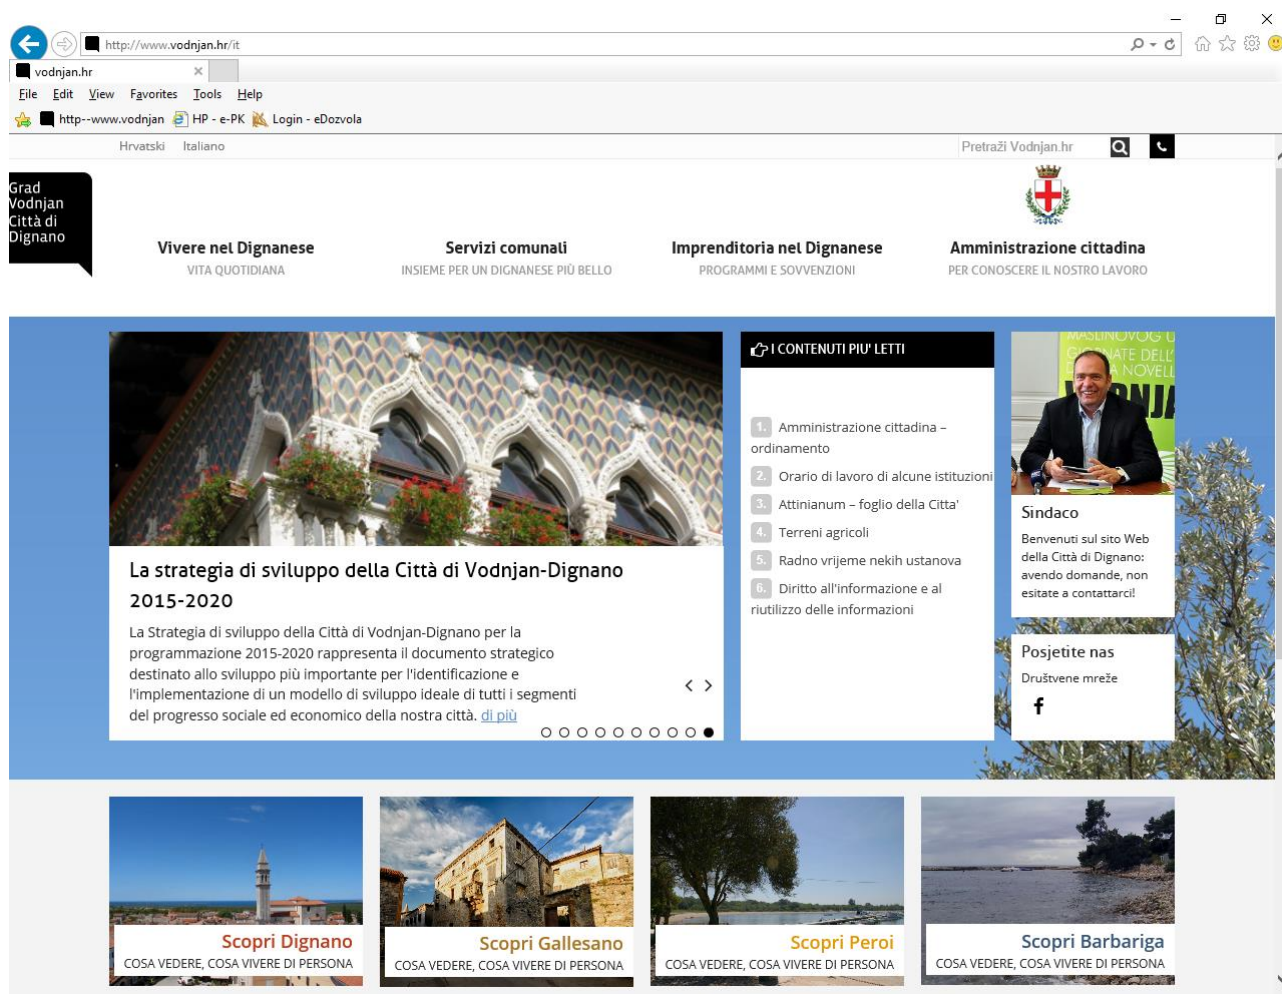 http://www.vodnjan.hr/it
vodnjan.hr
File Edit View Favorites Tools Help
http--www.vodnjan HP - e-PK Login - eDozvola
Hrvatski Italiano
Pretraži Vodnjan.hr
Grad
Vodnjan
Città di
Dignano
Vivere nel Dignanese
VITA QUOTIDIANA
Servizi comunali
INSIEME PER UN DIGNANESE PIÙ BELLO
Imprenditoria nel Dignanese
PROGRAMMI E SOVVENZIONI
Amministrazione cittadina
PER CONOSCERE IL NOSTRO LAVORO
La strategia di sviluppo della Città di Vodnjan-Dignano
2015-2020
La Strategia di sviluppo della Città di Vodnjan-Dignano per la
programmazione 2015-2020 rappresenta il documento strategico
destinato allo sviluppo più importante per l'identificazione e
l'implementazione di un modello di sviluppo ideale di tutti i segmenti
del progresso sociale ed economico della nostra città. di più
I CONTENUTI PIU' LETTI
1. Amministrazione cittadina –
ordinamento
2. Orario di lavoro di alcune istituzioni
3. Attinianum – foglio della Citta'
4. Terreni agricoli
5. Radno vrijeme nekih ustanova
6. Diritto all'informazione e al
riutilizzo delle informazioni
MASLINOVOG U
GIORNATE DELL'
NOVELL
Sindaco
Benvenuti sul sito Web
della Città di Dignano:
avendo domande, non
esitate a contattarci!
Posjetite nas
Društvene mreže
f
Scopri Dignano
COSA VEDERE, COSA VIVERE DI PERSONA
Scopri Gallesano
COSA VEDERE, COSA VIVERE DI PERSONA
Scopri Peroi
COSA VEDERE, COSA VIVERE DI PERSONA
Scopri Barbariga
COSA VEDERE, COSA VIVERE DI PERSONA